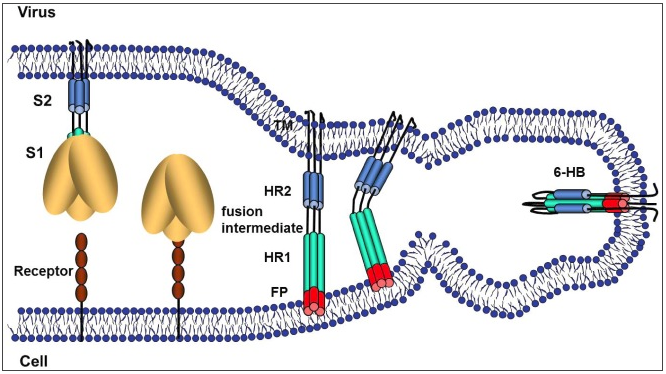 Virus
S2
S1
Receptor
fusion
intermediate
TM
HR2
HR1
FP
6-HB
Cell